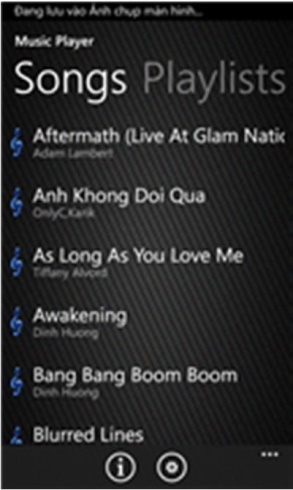 Đang lưu vào Ảnh chụp màn hình...
Music Player
Songs Playlists
Aftermath (Live At Glam Natic
Adam Lambert
Anh Khong Doi Qua
OnlyC,Karik
As Long As You Love Me
Tiffany Alvord
Awakening
Dinh Huong
Bang Bang Boom Boom
Dinh Huong
Blurred Lines